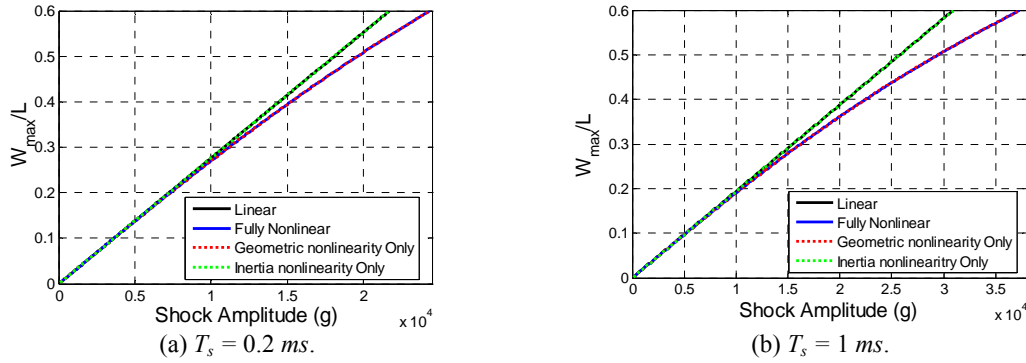 0.6
0.5
0.4
0.3
0.2
0.1
0
W_max/L
0 0.5 1 1.5 2
Shock Amplitude (g)
x 10^4
Linear
Fully Nonlinear
Geometric nonlinearity Only
Inertia nonlinearity Only
(a) T_s = 0.2 ms.
0.6
0.5
0.4
0.3
0.2
0.1
0
W_max/L
0 0.5 1 1.5 2 2.5 3 3.5
Shock Amplitude (g)
x 10^4
Linear
Fully Nonlinear
Geometric nonlinearity Only
Inertia nonlinearitry Only
(b) T_s = 1 ms.